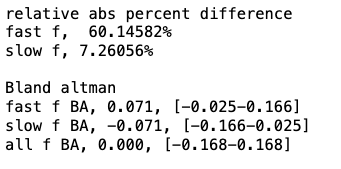 relative abs percent difference
fast f,  60.14582%
slow f, 7.26056%

Bland altman
fast f BA, 0.071, [-0.025-0.166]
slow f BA, -0.071, [-0.166-0.025]
all f BA, 0.000, [-0.168-0.168]